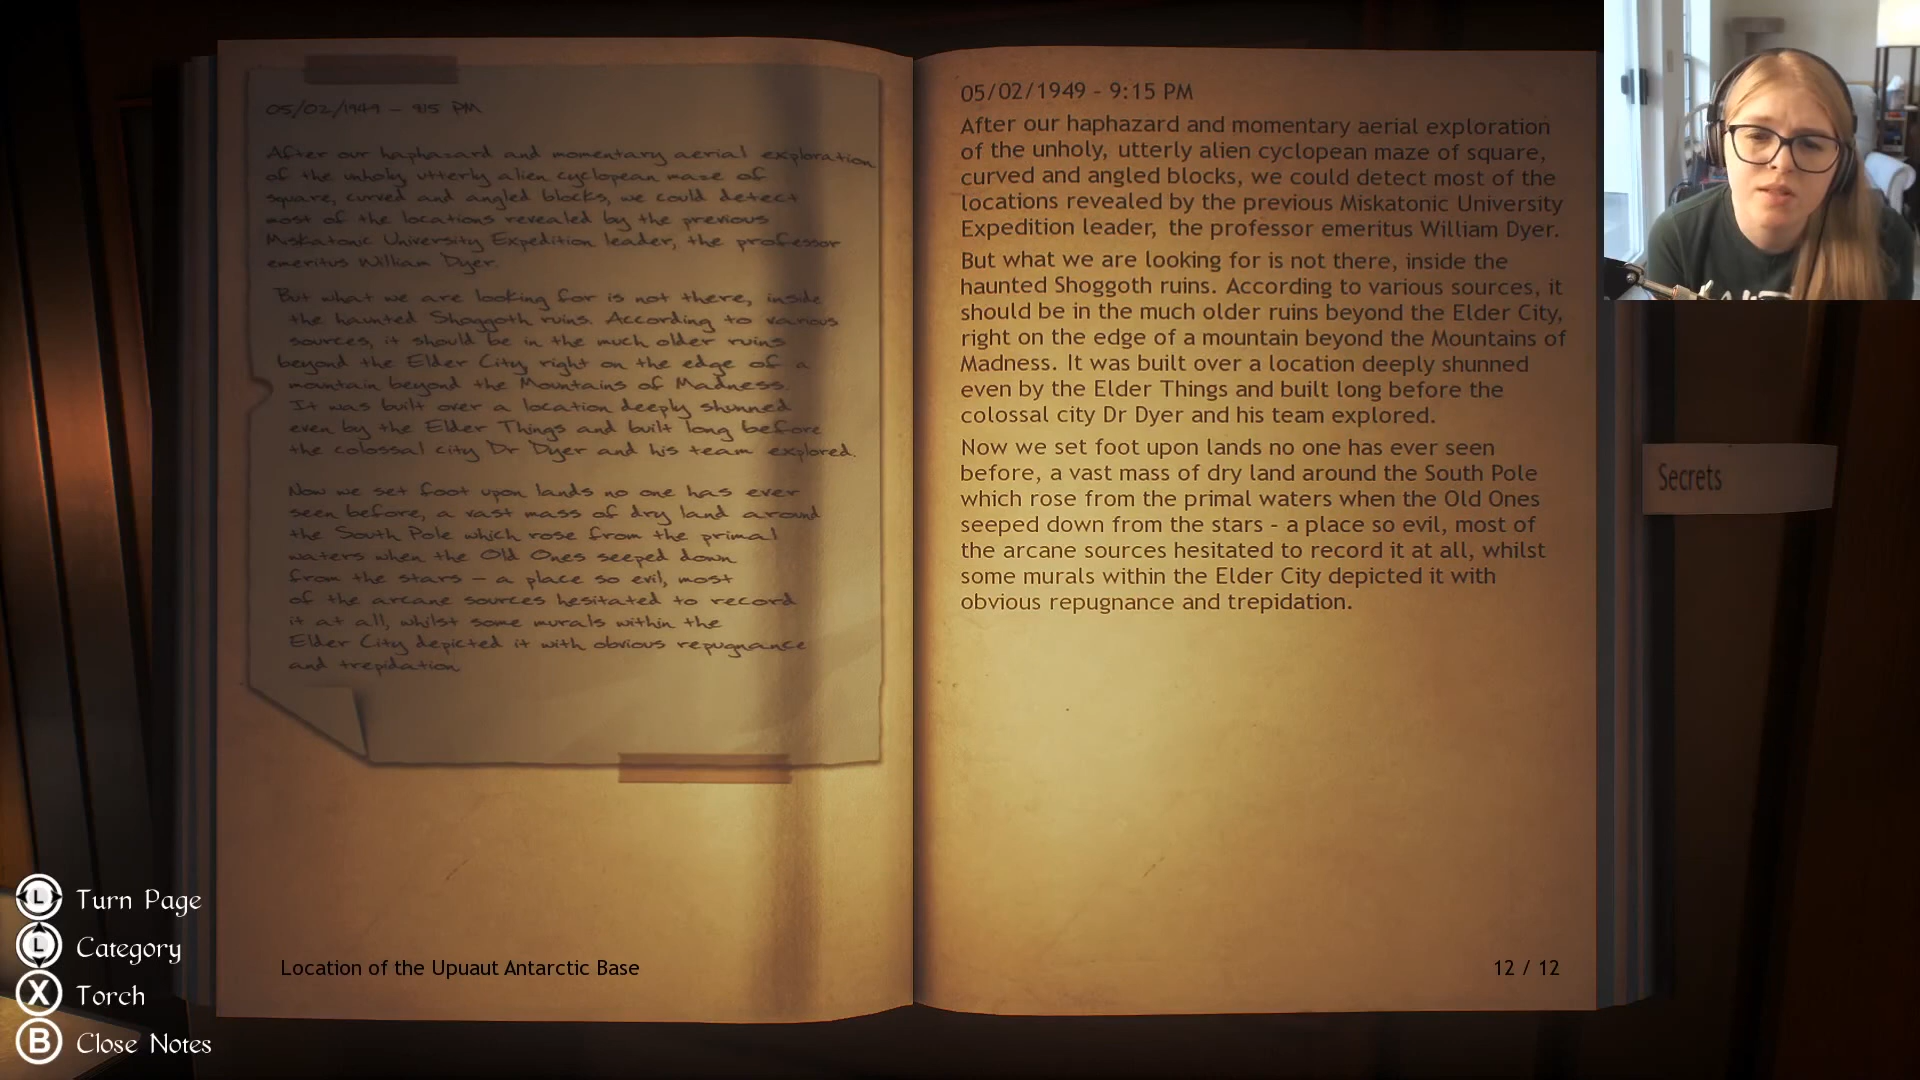 05/02/1949 - 9:15 PM
After our haphazard and momentary aerial exploration
of the unholy, utterly alien cyclopean maze of
square, curved and angled blocks, we could detect
most of the locations revealed by the previous
Miskatonic University Expedition leader, the professor
emeritus William Dyer.
But what we are looking for is not there, inside
the haunted Shoggoth ruins. According to various
sources, it should be in the much older ruins
beyond the Elder City, right on the edge of a
mountain beyond the Mountains of Madness.
It was built over a location deeply shunned
even by the Elder Things and built long before
the colossal city Dr Dyer and his team explored.
Now we set foot upon lands no one has ever
seen before, a vast mass of dry land around
the South Pole which rose from the primal
waters when the Old Ones seeped down
from the stars – a place so evil, most
of the arcane sources hesitated to record
it at all, whilst some murals within the
Elder City depicted it with obvious repugnance
and trepidation
Location of the Upuaut Antarctic Base
05/02/1949 - 9:15 PM
After our haphazard and momentary aerial exploration
of the unholy, utterly alien cyclopean maze of square,
curved and angled blocks, we could detect most of the
locations revealed by the previous Miskatonic University
Expedition leader, the professor emeritus William Dyer.
But what we are looking for is not there, inside the
haunted Shoggoth ruins. According to various sources, it
should be in the much older ruins beyond the Elder City,
right on the edge of a mountain beyond the Mountains of
Madness. It was built over a location deeply shunned
even by the Elder Things and built long before the
colossal city Dr Dyer and his team explored.
Now we set foot upon lands no one has ever seen
before, a vast mass of dry land around the South Pole
which rose from the primal waters when the Old Ones
seeped down from the stars - a place so evil, most of
the arcane sources hesitated to record it at all, whilst
some murals within the Elder City depicted it with
obvious repugnance and trepidation.
12 / 12
Secrets
L Turn Page
L Category
X Torch
B Close Notes